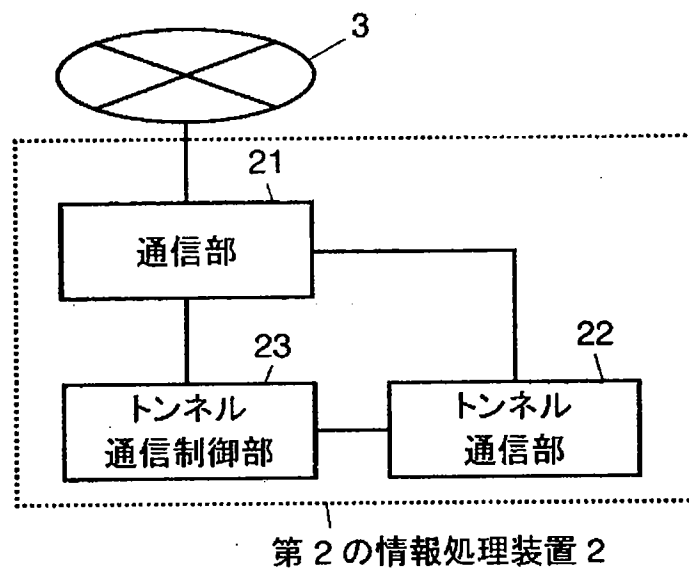 3
21
通信部
23
トンネル
通信制御部
22
トンネル
通信部
第2の情報処理装置2